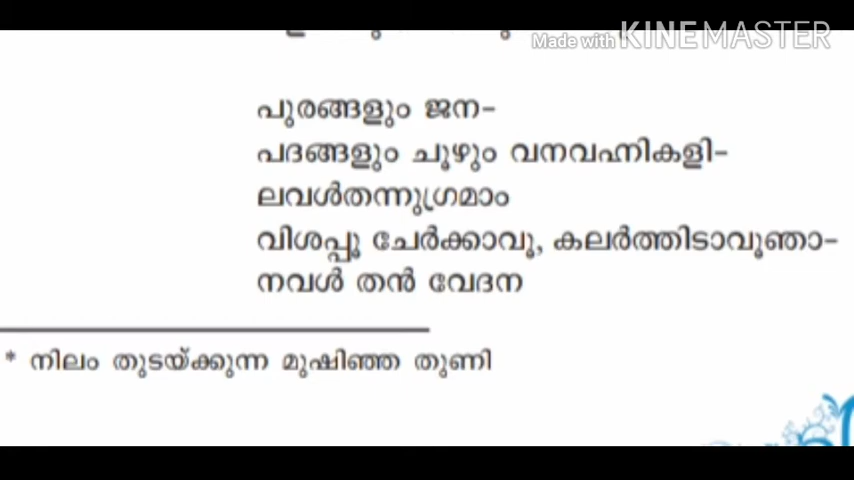 Made with KINEMASTER
പുരങ്ങളും ജന-
പദങ്ങളും ചൂഴും വനവഹ്നികളി-
ലവൾതന്നുഗ്രമാം
വിശപ്പൂ ചേർക്കാവൂ, കലർത്തിടാവൂഞാ-
നവൾ തൻ വേദന
* നിലം തുടയ്ക്കുന്ന മുഷിഞ്ഞ തുണി